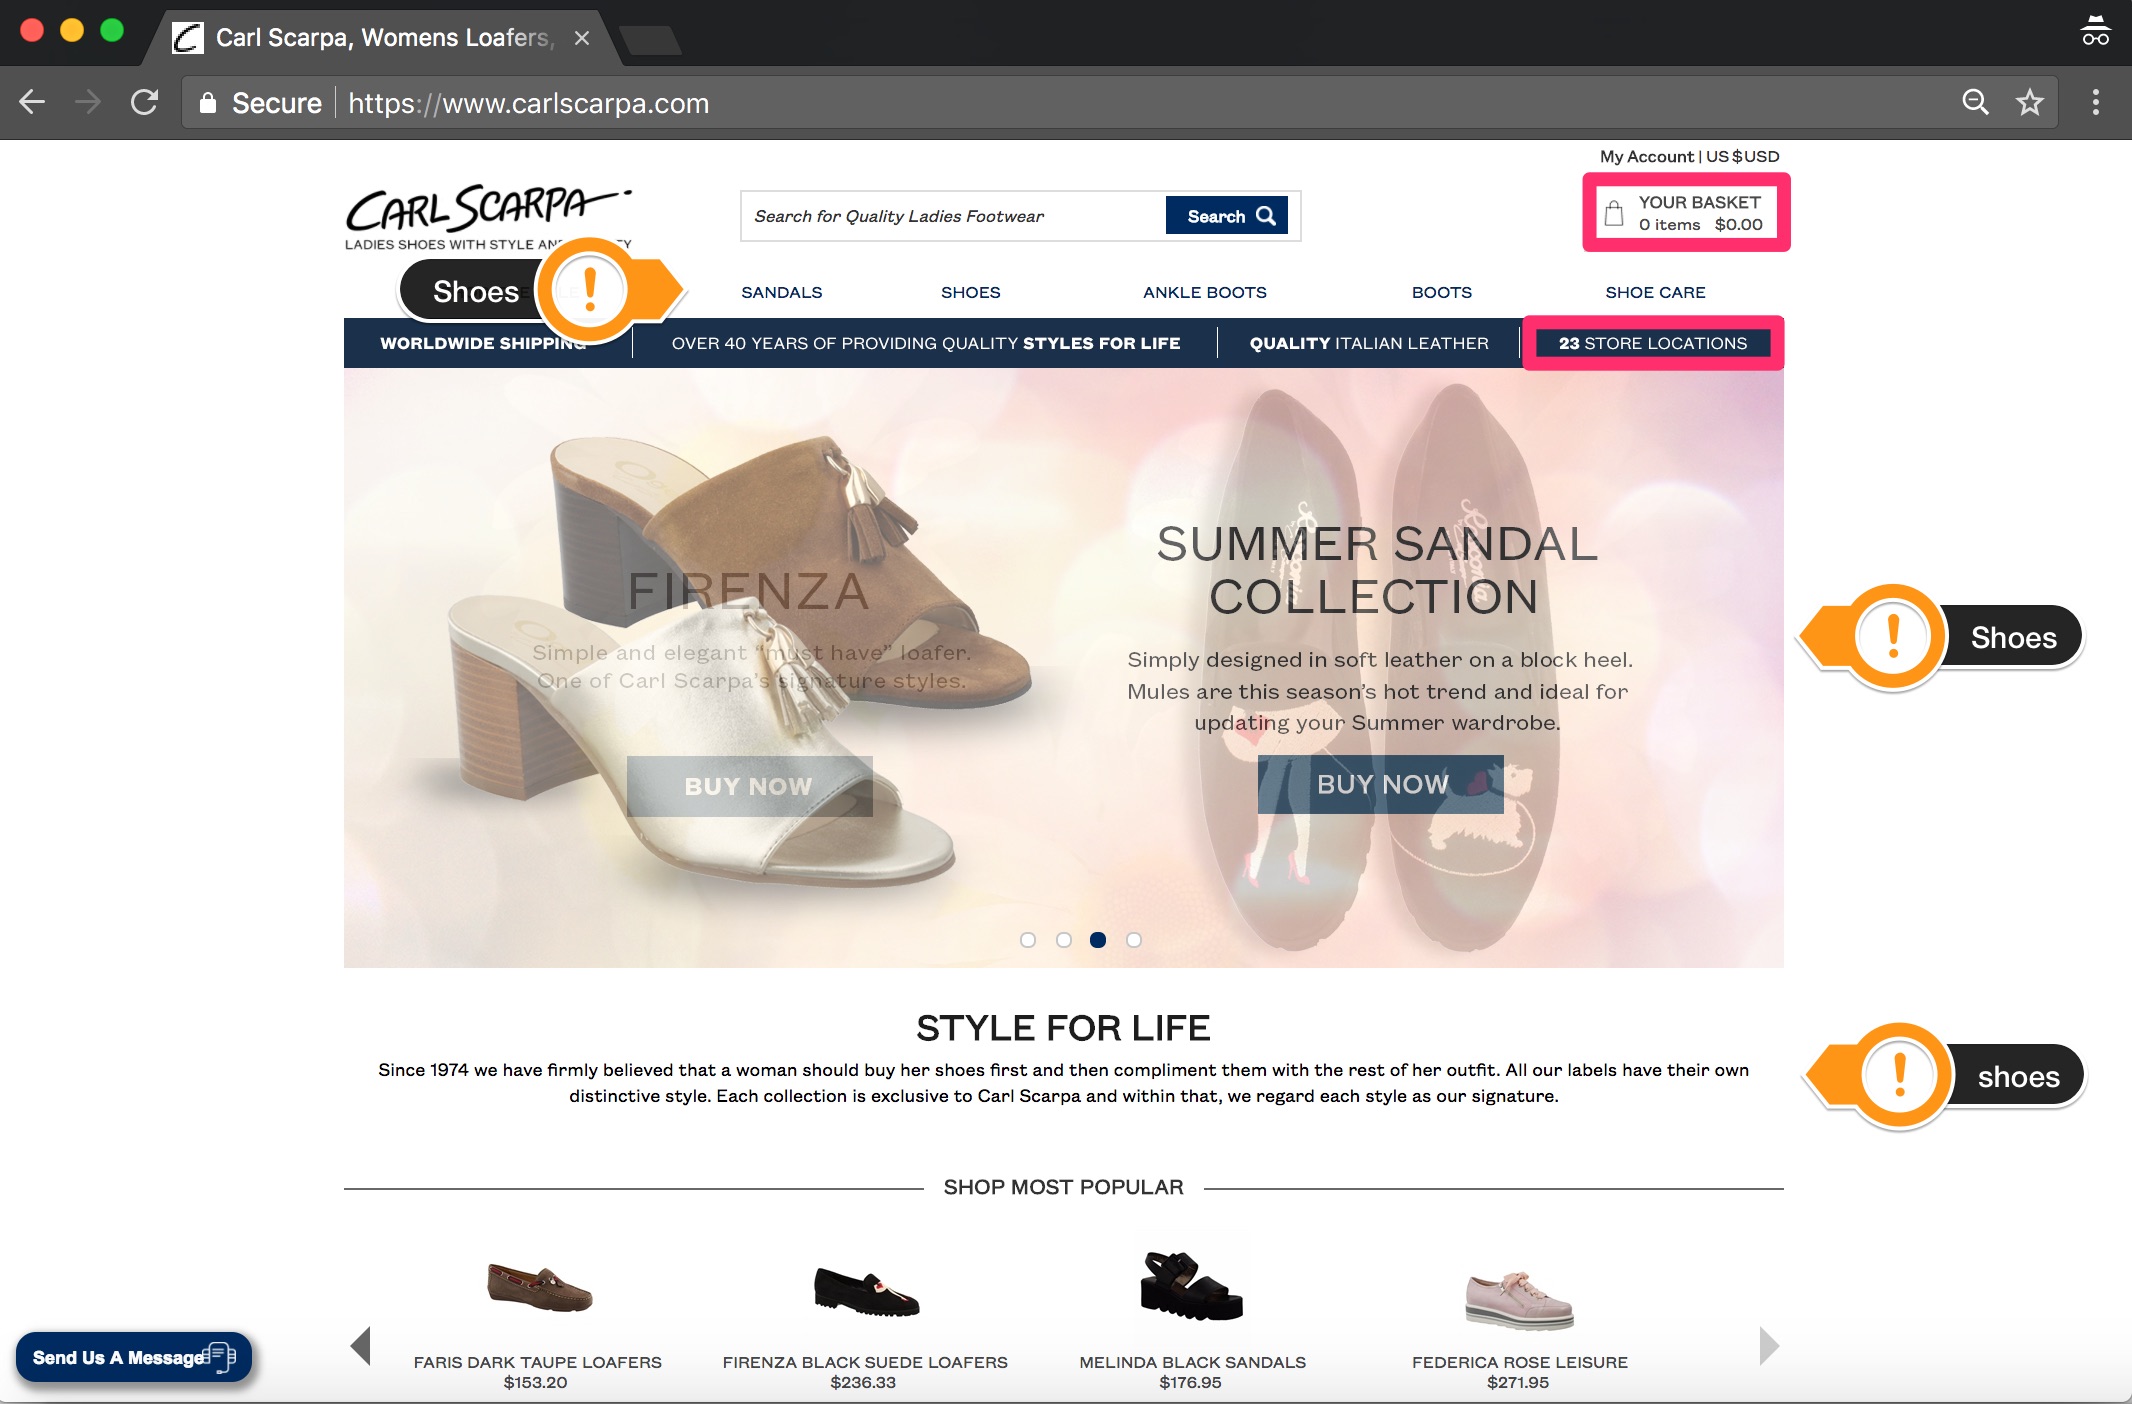 Carl Scarpa, Womens Loafers,
Secure https://www.carlscarpa.com
My Account | US $ USD
CARL SCARPA
LADIES SHOES WITH STYLE AND
Search for Quality Ladies Footwear
Search
YOUR BASKET
0 items $0.00
Shoes
!
SANDALS
SHOES
ANKLE BOOTS
BOOTS
SHOE CARE
WORLDWIDE SHIPPING
OVER 40 YEARS OF PROVIDING QUALITY STYLES FOR LIFE
QUALITY ITALIAN LEATHER
23 STORE LOCATIONS
FIRENZA
Simple and elegant “must have” loafer.
One of Carl Scarpa's signature styles.
BUY NOW
SUMMER SANDAL
COLLECTION
Simply designed in soft leather on a block heel.
Mules are this season’s hot trend and ideal for
updating your Summer wardrobe.
BUY NOW
! Shoes
STYLE FOR LIFE
Since 1974 we have firmly believed that a woman should buy her shoes first and then compliment them with the rest of her outfit. All our labels have their own
distinctive style. Each collection is exclusive to Carl Scarpa and within that, we regard each style as our signature.
! shoes
SHOP MOST POPULAR
FARIS DARK TAUPE LOAFERS
$153.20
FIRENZA BLACK SUEDE LOAFERS
$236.33
MELINDA BLACK SANDALS
$176.95
FEDERICA ROSE LEISURE
$271.95
Send Us A Message